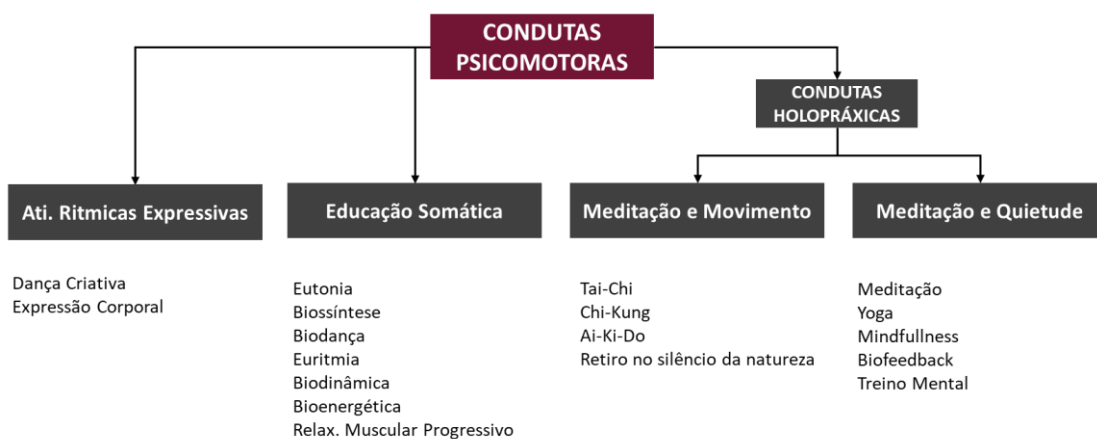 CONDUTAS
PSICOMOTORAS
CONDUTAS
HOLOPRÁXICAS
Ati. Ritmicas Expressivas
Dança Criativa
Expressão Corporal
Educação Somática
Eutonia
Biossíntese
Biodança
Euritmia
Biodinâmica
Bioenergética
Relax. Muscular Progressivo
Meditação e Movimento
Tai-Chi
Chi-Kung
Ai-Ki-Do
Retiro no silêncio da natureza
Meditação e Quietude
Meditação
Yoga
Mindfullness
Biofeedback
Treino Mental